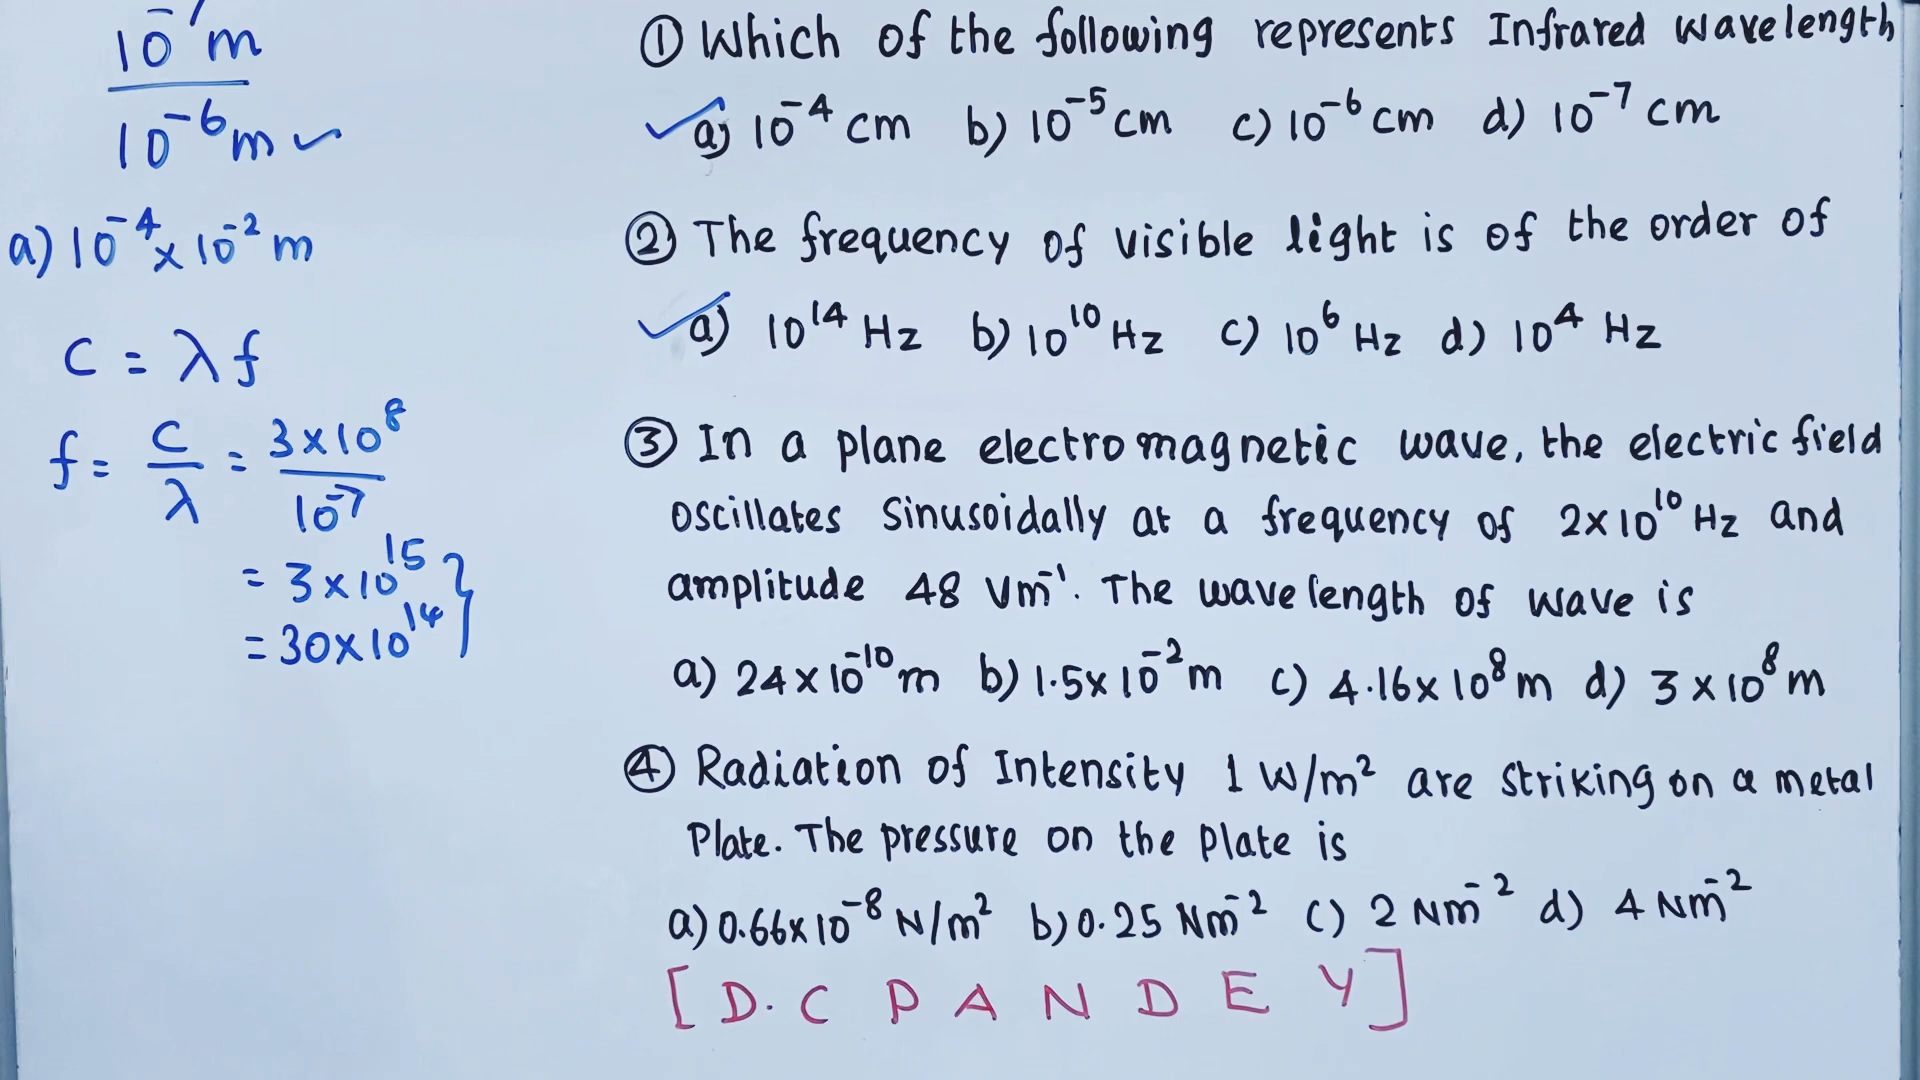 10⁻⁷m
10⁻⁶m ✓
a) 10⁻⁴ x 10⁻² m
C = λ f
f = C/λ = 3x10⁸/10⁻⁷
= 3x10¹⁵
= 30x10¹⁴ }
① Which of the following represents Infrared wavelength
✓a) 10⁻⁴ cm b) 10⁻⁵ cm c) 10⁻⁶ cm d) 10⁻⁷ cm
② The frequency of visible light is of the order of
✓a) 10¹⁴ Hz b) 10¹⁰ Hz c) 10⁶ Hz d) 10⁴ Hz
③ In a plane electromagnetic wave, the electric field
oscillates sinusoidally at a frequency of 2x10¹⁰ Hz and
amplitude 48 Vm⁻¹. The wavelength of wave is
a) 24x10⁻¹⁰ m b) 1.5x10⁻² m c) 4.16x10⁸ m d) 3x10⁸ m
④ Radiation of Intensity 1 W/m² are striking on a metal
Plate. The pressure on the plate is
a) 0.66x10⁻⁸ N/m² b) 0.25 Nm⁻² c) 2 Nm⁻² d) 4 Nm⁻²
[D.C PANDEY]